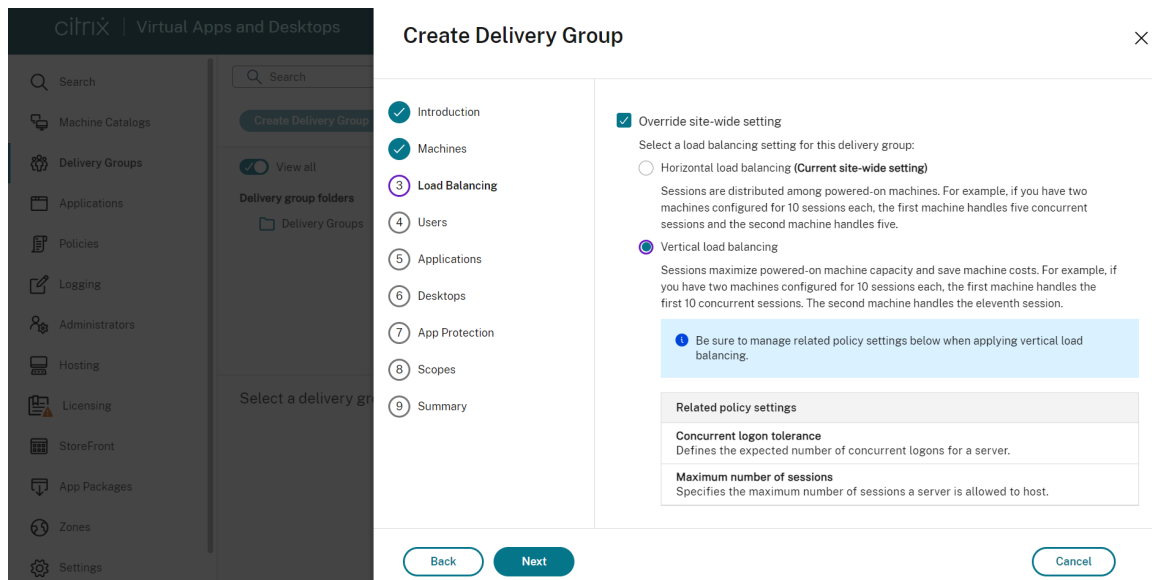 citrix | Virtual Apps and Desktops
Search
Machine Catalogs
Delivery Groups
Applications
Policies
Logging
Administrators
Hosting
Licensing
StoreFront
App Packages
Zones
Settings
Search
Create Delivery Group
View all
Delivery group folders
Delivery Groups
Select a delivery gr
Create Delivery Group
Introduction
Machines
3 Load Balancing
4 Users
5 Applications
6 Desktops
7 App Protection
8 Scopes
9 Summary
Override site-wide setting
Select a load balancing setting for this delivery group:
Horizontal load balancing (Current site-wide setting)
Sessions are distributed among powered-on machines. For example, if you have two
machines configured for 10 sessions each, the first machine handles five concurrent
sessions and the second machine handles five.
Vertical load balancing
Sessions maximize powered-on machine capacity and save machine costs. For example, if
you have two machines configured for 10 sessions each, the first machine handles the
first 10 concurrent sessions. The second machine handles the eleventh session.
Be sure to manage related policy settings below when applying vertical load
balancing.
Related policy settings
Concurrent logon tolerance
Defines the expected number of concurrent logons for a server.
Maximum number of sessions
Specifies the maximum number of sessions a server is allowed to host.
Back
Next
Cancel